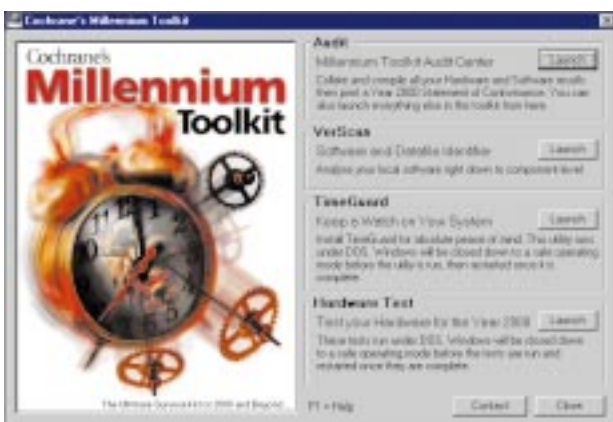 Cochrane's Millennium Toolkit
Cochrane's
Millennium
Toolkit
The Ultimate Survival Kit to 2000 and Beyond...
Audit
Millennium Toolkit Audit Center
Launch
Collate and compile all your Hardware and Software results
then print a Year 2000 Statement of Conformance. You can
also launch everything else in the toolkit from here.
VerScan
Software and Datafile Identifier
Launch
Analyse your local software right down to component level
TimeGuard
Keep a Watch on Your System
Launch
Install TimeGuard for absolute peace of mind. This utility runs
under DOS. Windows will be closed down to a safe operating
mode before the utility is run, then restarted once it is
complete.
Hardware Test
Test your Hardware for the Year 2000
Launch
These tests run under DOS. Windows will be closed down
to a safe operating mode before the tests are run and
restarted once they are complete.
F1 = Help
Contact
Close